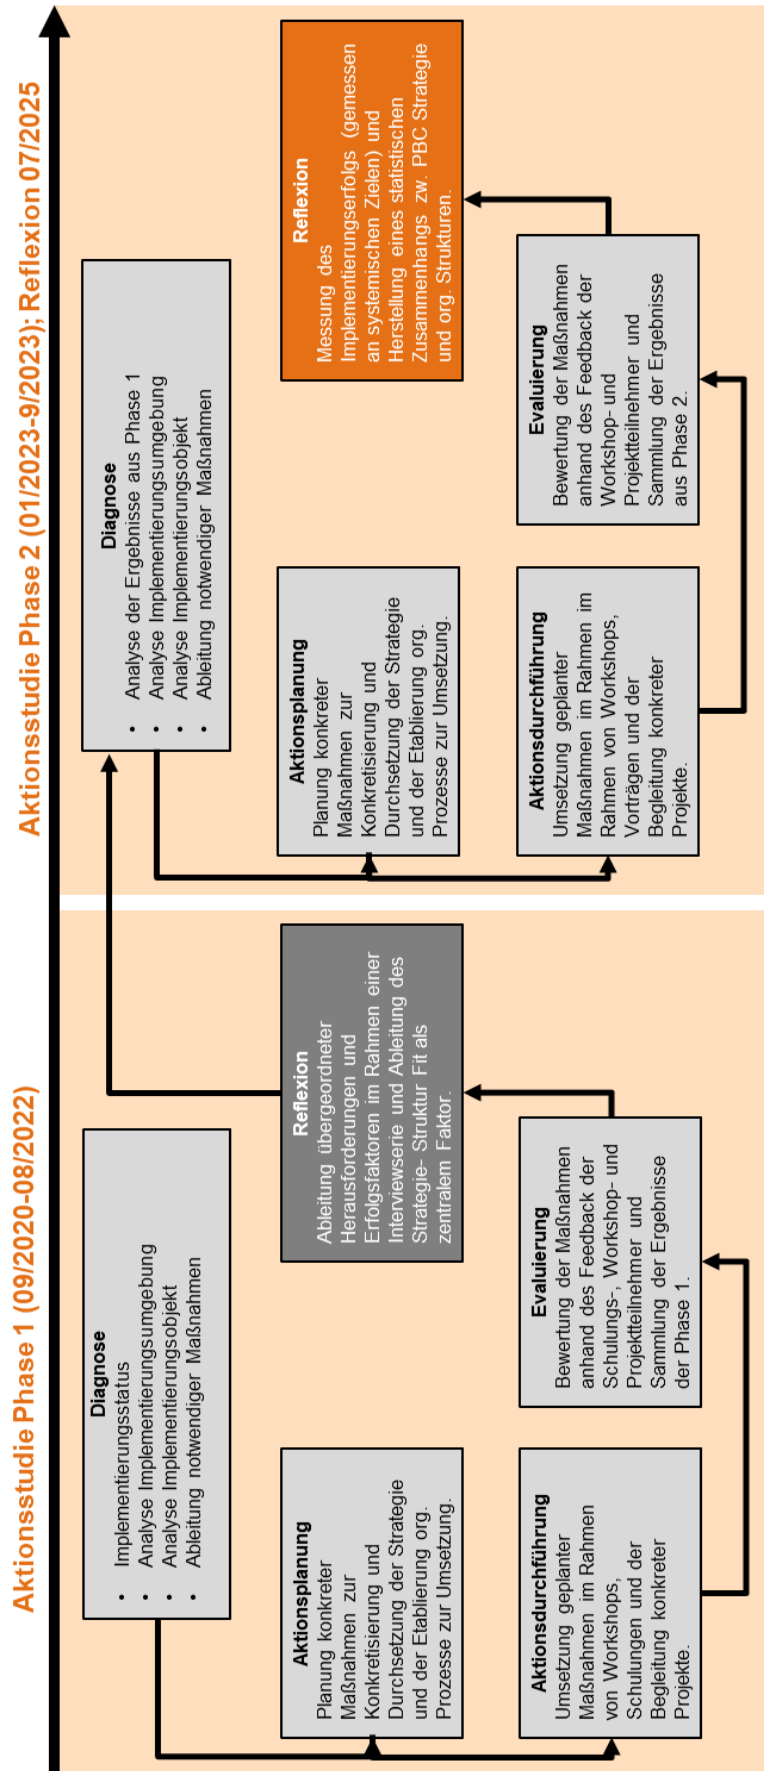 Aktionsstudie Phase 1 (09/2020-08/2022)
Aktionsstudie Phase 2 (01/2023-9/2023); Reflexion 07/2025
Diagnose
• Implementierungsstatus
• Analyse Implementierungsumgebung
• Analyse Implementierungsobjekt
• Ableitung notwendiger Maßnahmen
Aktionsplanung
Planung konkreter
Maßnahmen zur
Konkretisierung und
Durchsetzung der Strategie
und der Etablierung org.
Prozesse zur Umsetzung.
Aktionsdurchführung
Umsetzung geplanter
Maßnahmen im Rahmen
von Workshops,
Schulungen und der
Begleitung konkreter
Projekte.
Evaluierung
Bewertung der Maßnahmen
anhand des Feedback der
Schulungs-, Workshop- und
Projektteilnehmer und
Sammlung der Ergebnisse
der Phase 1.
Reflexion
Ableitung übergeordneter
Herausforderungen und
Erfolgsfaktoren im Rahmen einer
Interviewserie und Ableitung des
Strategie- Struktur Fit als
zentralem Faktor.
Diagnose
• Analyse der Ergebnisse aus Phase 1
• Analyse Implementierungsumgebung
• Analyse Implementierungsobjekt
• Ableitung notwendiger Maßnahmen
Aktionsplanung
Planung konkreter
Maßnahmen zur
Konkretisierung und
Durchsetzung der Strategie
und der Etablierung org.
Prozesse zur Umsetzung.
Aktionsdurchführung
Umsetzung geplanter
Maßnahmen im Rahmen im
Rahmen von Workshops,
Vorträgen und der
Begleitung konkreter
Projekte.
Evaluierung
Bewertung der Maßnahmen
anhand des Feedback der
Workshop- und
Projektteilnehmer und
Sammlung der Ergebnisse
aus Phase 2.
Reflexion
Messung des
Implementierungserfolgs (gemessen
an systemischen Zielen) und
Herstellung eines statistischen
Zusammenhangs zw. PBC Strategie
und org. Strukturen.